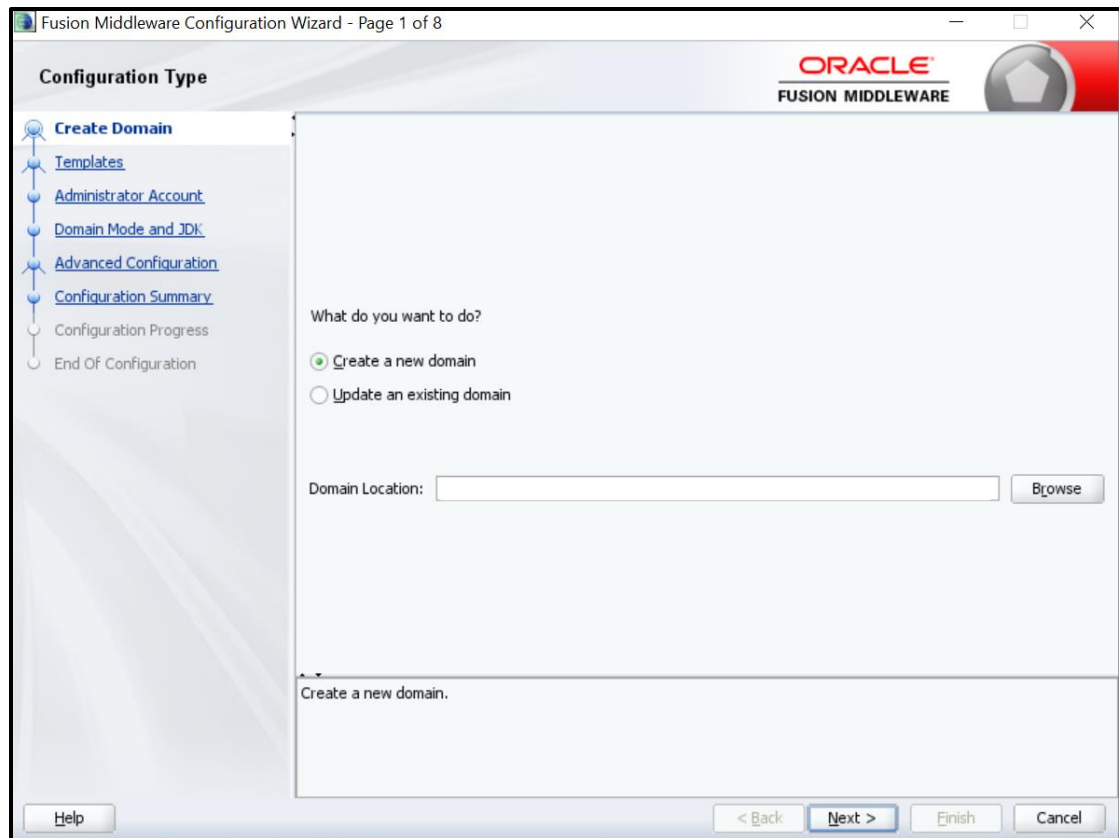 Fusion Middleware Configuration Wizard - Page 1 of 8
Configuration Type
ORACLE
FUSION MIDDLEWARE
Create Domain
Templates
Administrator Account
Domain Mode and JDK
Advanced Configuration
Configuration Summary
Configuration Progress
End Of Configuration
What do you want to do?
Create a new domain
Update an existing domain
Domain Location:
Browse
Create a new domain.
Help
< Back
Next >
Finish
Cancel